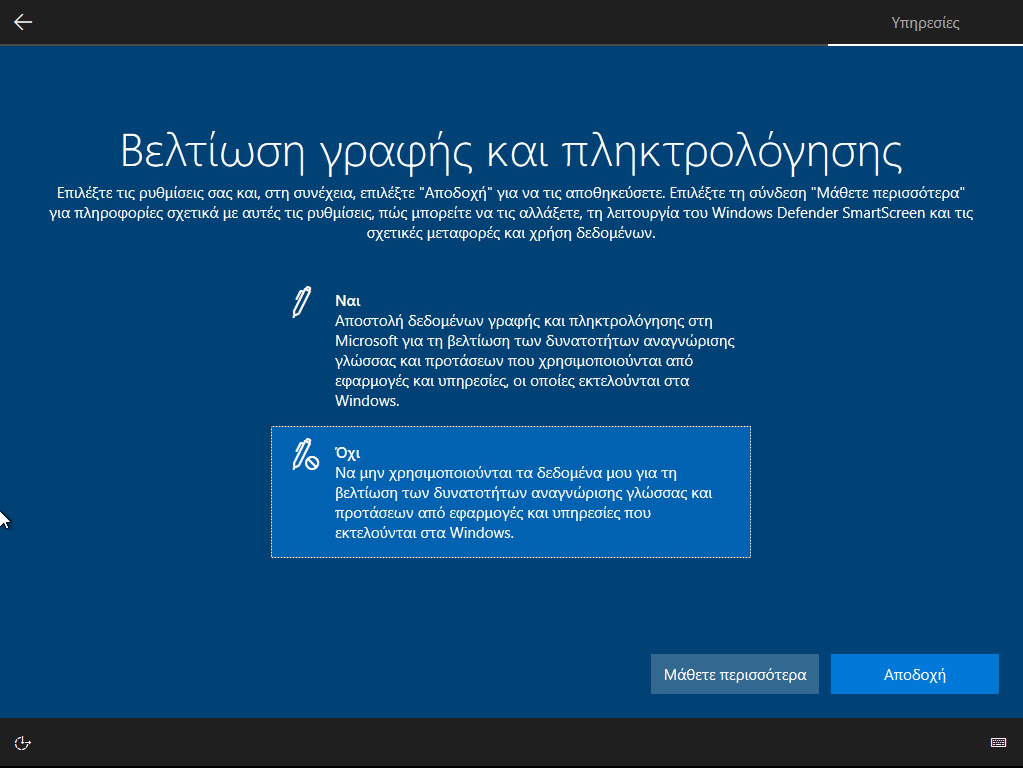 Υπηρεσίες
Βελτίωση γραφής και πληκτρολόγησης
Επιλέξτε τις ρυθμίσεις σας και, στη συνέχεια, επιλέξτε "Αποδοχή" για να τις αποθηκεύσετε. Επιλέξτε τη σύνδεση "Μάθετε περισσότερα"
για πληροφορίες σχετικά με αυτές τις ρυθμίσεις, πώς μπορείτε να τις αλλάξετε, τη λειτουργία του Windows Defender SmartScreen και τις
σχετικές μεταφορές και χρήση δεδομένων.
Ναι
Αποστολή δεδομένων γραφής και πληκτρολόγησης στη
Microsoft για τη βελτίωση των δυνατοτήτων αναγνώρισης
γλώσσας και προτάσεων που χρησιμοποιούνται από
εφαρμογές και υπηρεσίες, οι οποίες εκτελούνται στα
Windows.
Όχι
Να μην χρησιμοποιούνται τα δεδομένα μου για τη
βελτίωση των δυνατοτήτων αναγνώρισης γλώσσας και
προτάσεων από εφαρμογές και υπηρεσίες που
εκτελούνται στα Windows.
Μάθετε περισσότερα
Αποδοχή